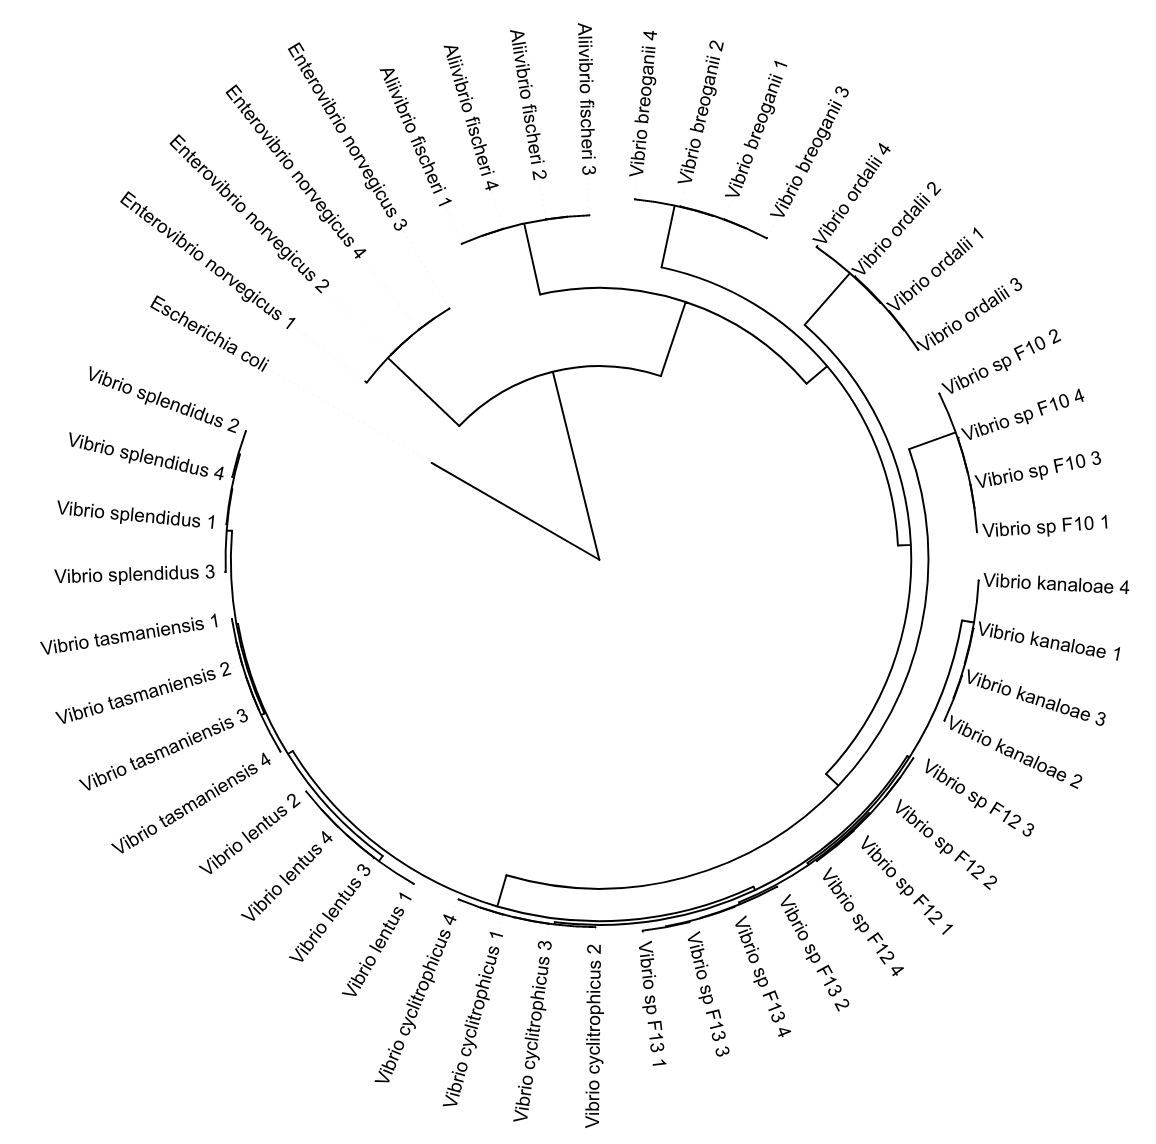 Aliivibrio fischeri 3
Vibrio breoganii 4
Vibrio breoganii 2
Vibrio breoganii 1
Vibrio breoganii 3
Vibrio ordalii 4
Vibrio ordalii 2
Vibrio ordalii 1
Vibrio ordalii 3
Vibrio sp F10 2
Vibrio sp F10 4
Vibrio sp F10 3
Vibrio sp F10 1
Vibrio kanaloae 4
Vibrio kanaloae 1
Vibrio kanaloae 3
Vibrio kanaloae 2
Vibrio sp F12 3
Vibrio sp F12 2
Vibrio sp F12 1
Vibrio sp F12 4
Vibrio sp F13 2
Vibrio sp F13 4
Vibrio sp F13 3
Vibrio sp F13 1
Vibrio cyclitrophicus 2
Vibrio cyclitrophicus 3
Vibrio cyclitrophicus 1
Vibrio cyclitrophicus 4
Vibrio lentus 1
Vibrio lentus 3
Vibrio lentus 4
Vibrio lentus 2
Vibrio tasmaniensis 4
Vibrio tasmaniensis 3
Vibrio tasmaniensis 2
Vibrio tasmaniensis 1
Vibrio splendidus 3
Vibrio splendidus 1
Vibrio splendidus 4
Vibrio splendidus 2
Escherichia coli
Enterovibrio norvegicus 1
Enterovibrio norvegicus 2
Enterovibrio norvegicus 4
Enterovibrio norvegicus 3
Aliivibrio fischeri 1
Aliivibrio fischeri 4
Aliivibrio fischeri 2